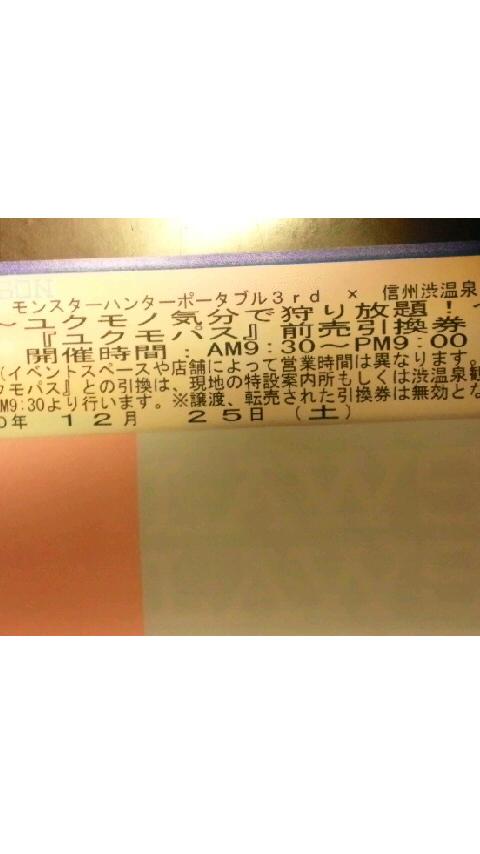 モンスターハンターポータブル3rd × 信州渋温泉
～ユクモノ気分で狩り放題！～
『ユクモパス』前売引換券
開催時間：AM9:30～PM9:00
(イベントスペースや店舗によって営業時間は異なります。
クモパス』との引換は、現地の特設案内所もしくは渋温泉観
M9:30より行います。※譲渡、転売された引換券は無効とな
0年 12月 25日 (土)
LAWS